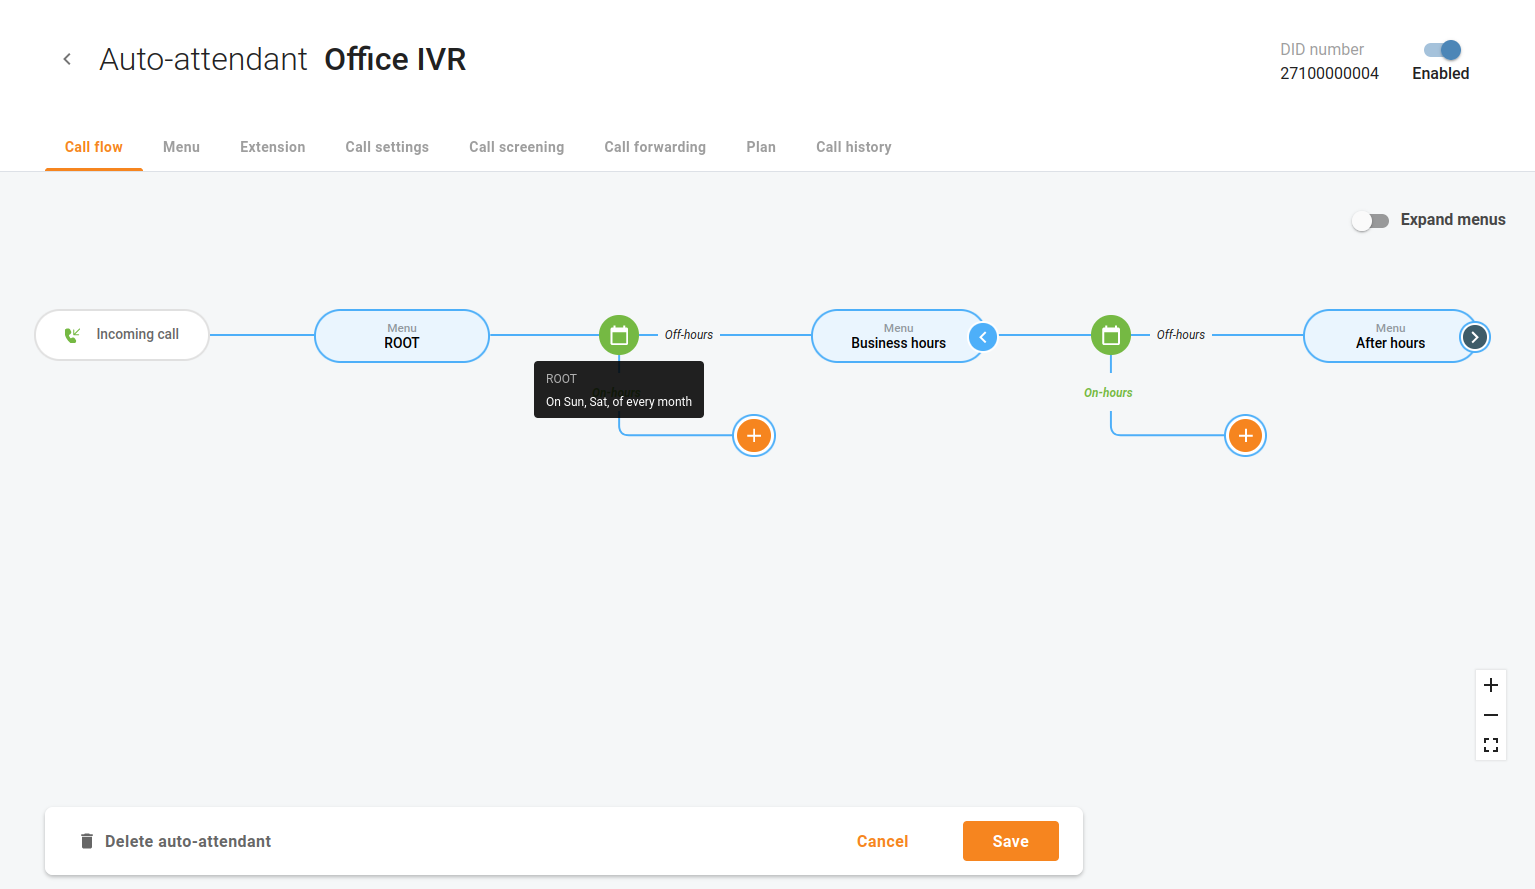 Auto-attendant Office IVR
DID number
27100000004
Enabled
Call flow Menu Extension Call settings Call screening Call forwarding Plan Call history
Expand menus
Incoming call
Menu
ROOT
Off-hours
Menu
Business hours
Off-hours
Menu
After hours
ROOT
On Sun, Sat, of every month
On-hours
Delete auto-attendant
Cancel
Save